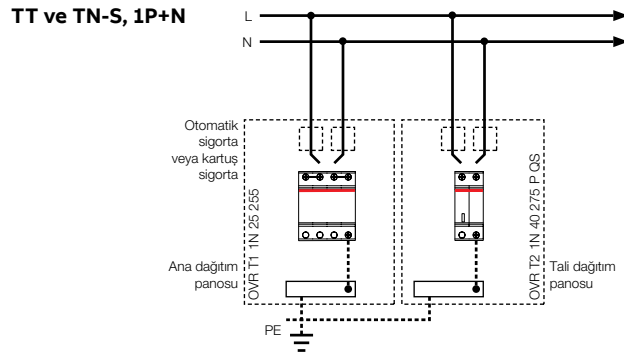 TT ve TN-S, 1P+N
L
N
Otomatik
sigorta
veya kartuş
sigorta
OVR T1 1N 25 255
OVR T2 1N 40 275 P QS
Ana dağıtım
panosu
Tali dağıtım
panosu
PE